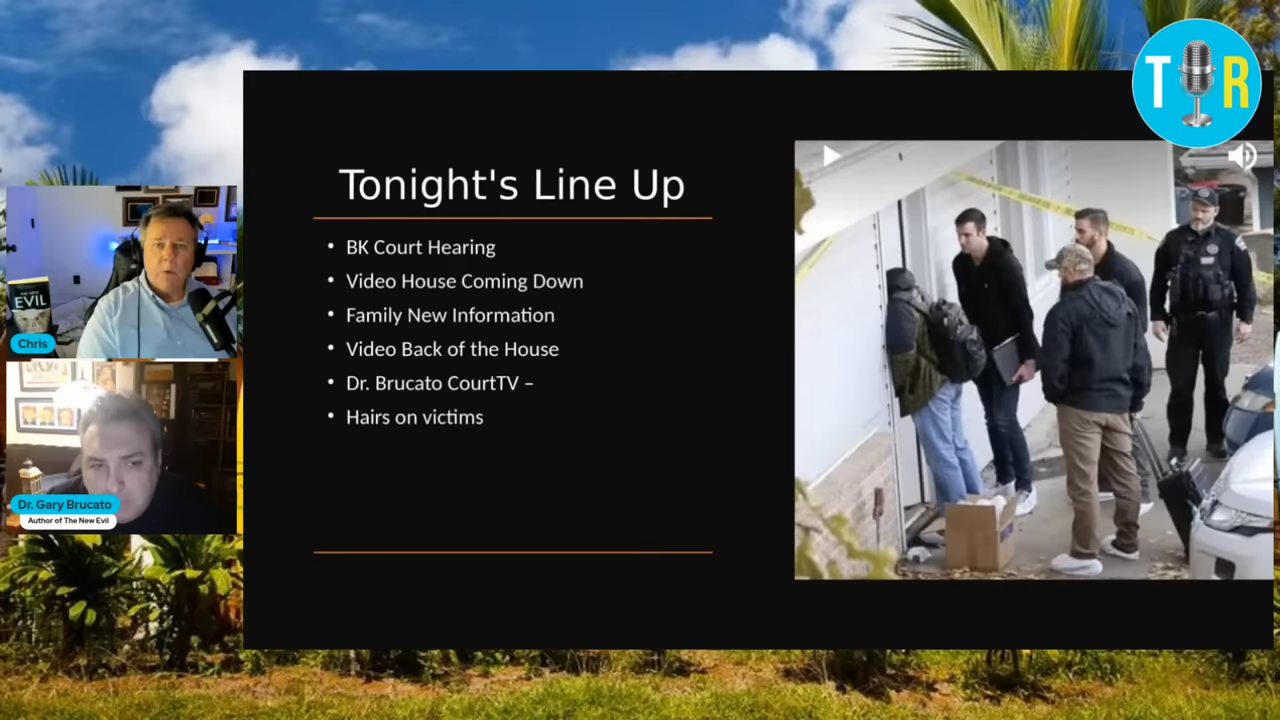 T R
Tonight's Line Up
• BK Court Hearing
• Video House Coming Down
• Family New Information
• Video Back of the House
• Dr. Brucato CourtTV –
• Hairs on victims
EVIL
Chris
Dr. Gary Brucato
Author of The New Evil